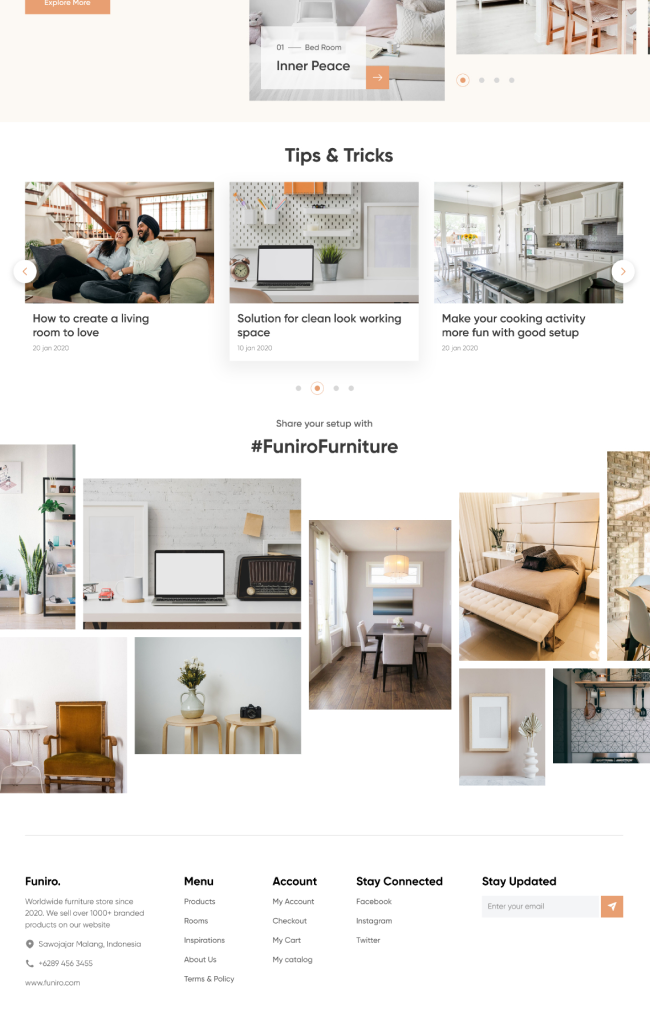 Explore More
01 — Bed Room
Inner Peace
Tips & Tricks
How to create a living
room to love
20 jan 2020
Solution for clean look working
space
10 jan 2020
Make your cooking activity
more fun with good setup
20 jan 2020
Share your setup with
#FuniroFurniture
Funiro.
Worldwide furniture store since
2020. We sell over 1000+ branded
products on our website
Sawojajar Malang, Indonesia
+6289 456 3455
www.funiro.com
Menu
Products
Rooms
Inspirations
About Us
Terms & Policy
Account
My Account
Checkout
My Cart
My catalog
Stay Connected
Facebook
Instagram
Twitter
Stay Updated
Enter your email